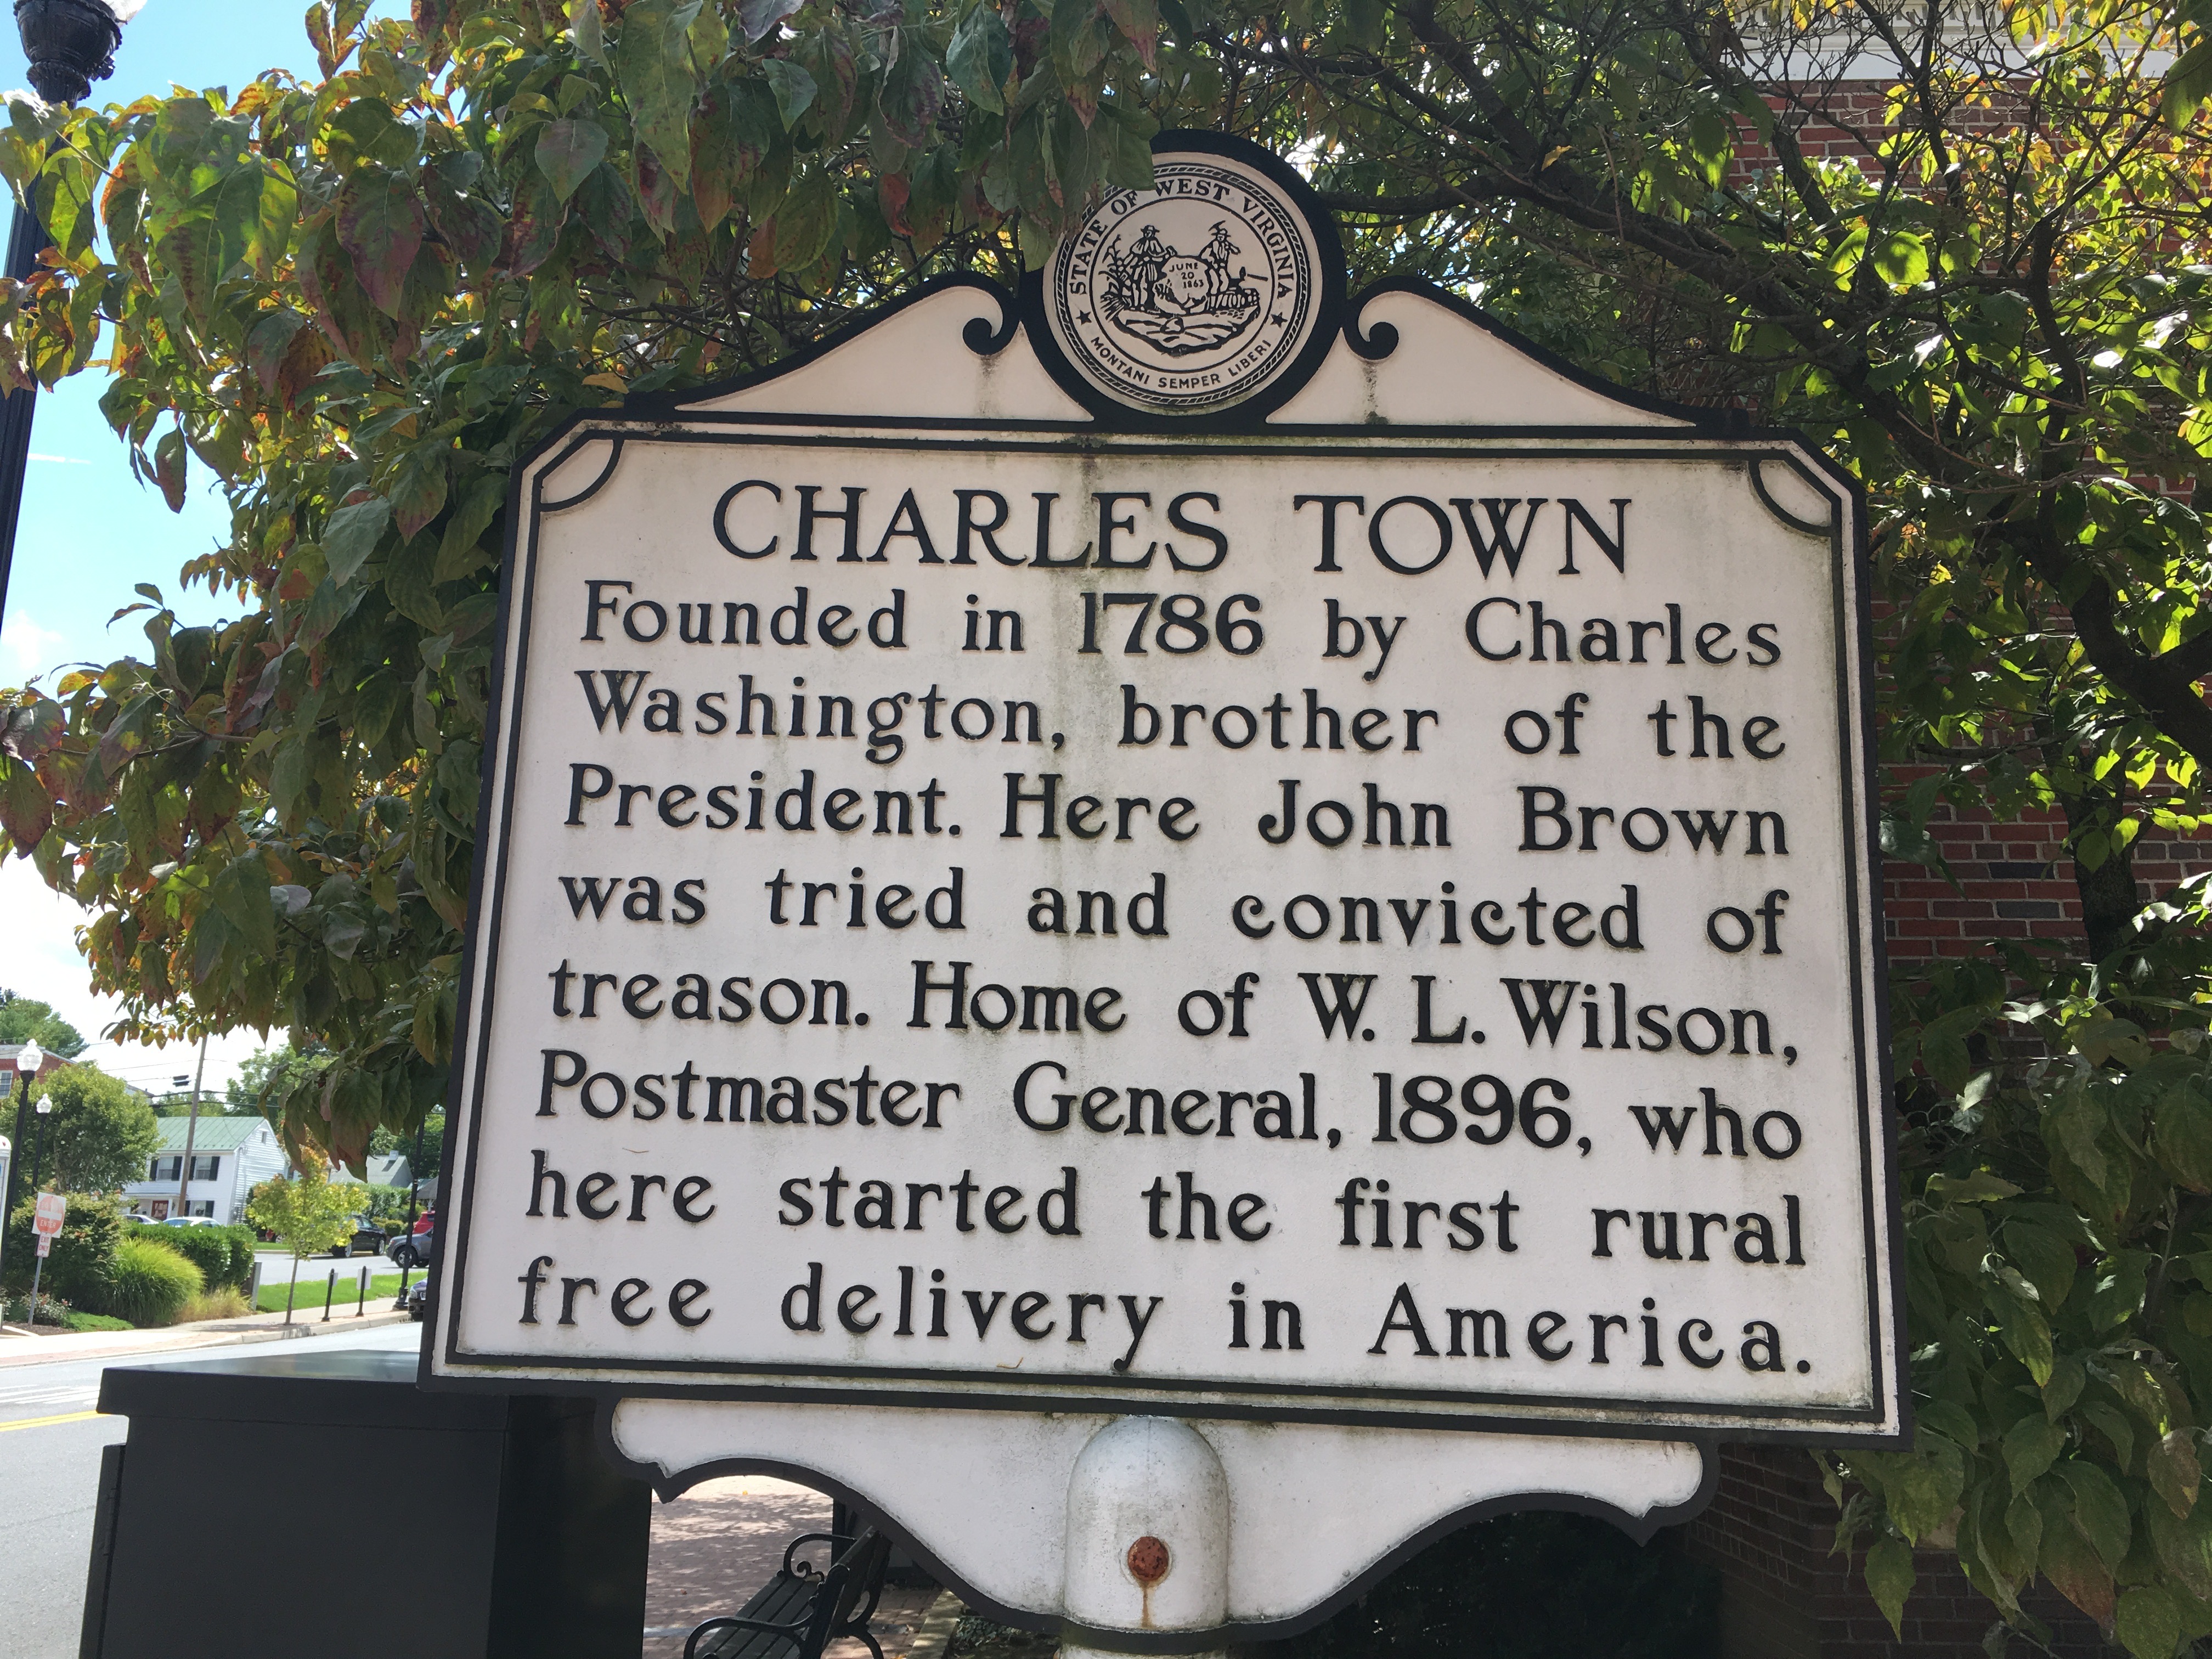 STATE OF WEST VIRGINIA
JUNE
20
1863
MONTANI SEMPER LIBERI
CHARLES TOWN
Founded in 1786 by Charles
Washington, brother of the
President. Here John Brown
was tried and convicted of
treason. Home of W. L. Wilson,
Postmaster General, 1896, who
here started the first rural
free delivery in America.